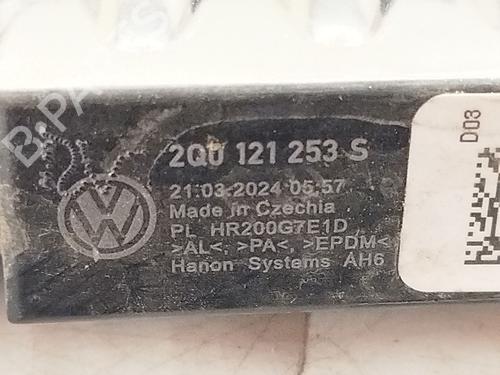 2Q0 121 253 S
21.03.2024 05:57
Made in Czechia
PL HR200G7E1D
>AL<, >PA<, >EPDM<
Hanon Systems AH6
D03
B-PARTS